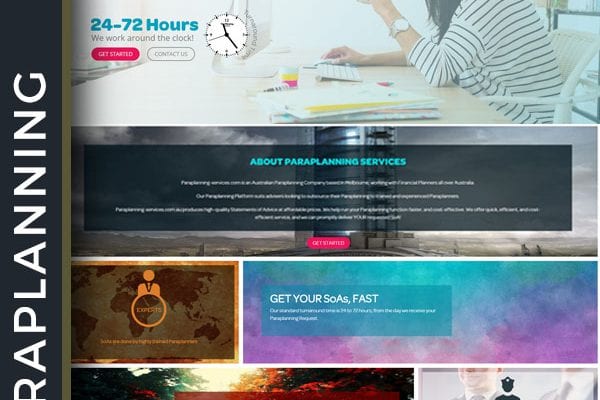 RAPLANNING
24-72 Hours
We work around the clock!
GET STARTED
CONTACT US
ABOUT PARAPLANNING SERVICES
Paraplanning-services.com is an Australian Paraplanning Company based in Melbourne, working with Financial Planners all over Australia.
Our Paraplanning Platform suits advisers looking to outsource their Paraplanning to trained and experienced Paraplanners.
Paraplanning-services.com.au produces high-quality Statements of Advice at affordable prices. We help run your Paraplanning function faster, and cost-effective. We offer quick, efficient, and cost-
efficient service, and we can promptly deliver YOUR requested SoA!
GET STARTED
EXPERTS
SoAs are done by highly trained Paraplanners
GET YOUR SoAs, FAST
Our standard turnaround time is 24 to 72 hours, from the day we receive your
Paraplanning Request.